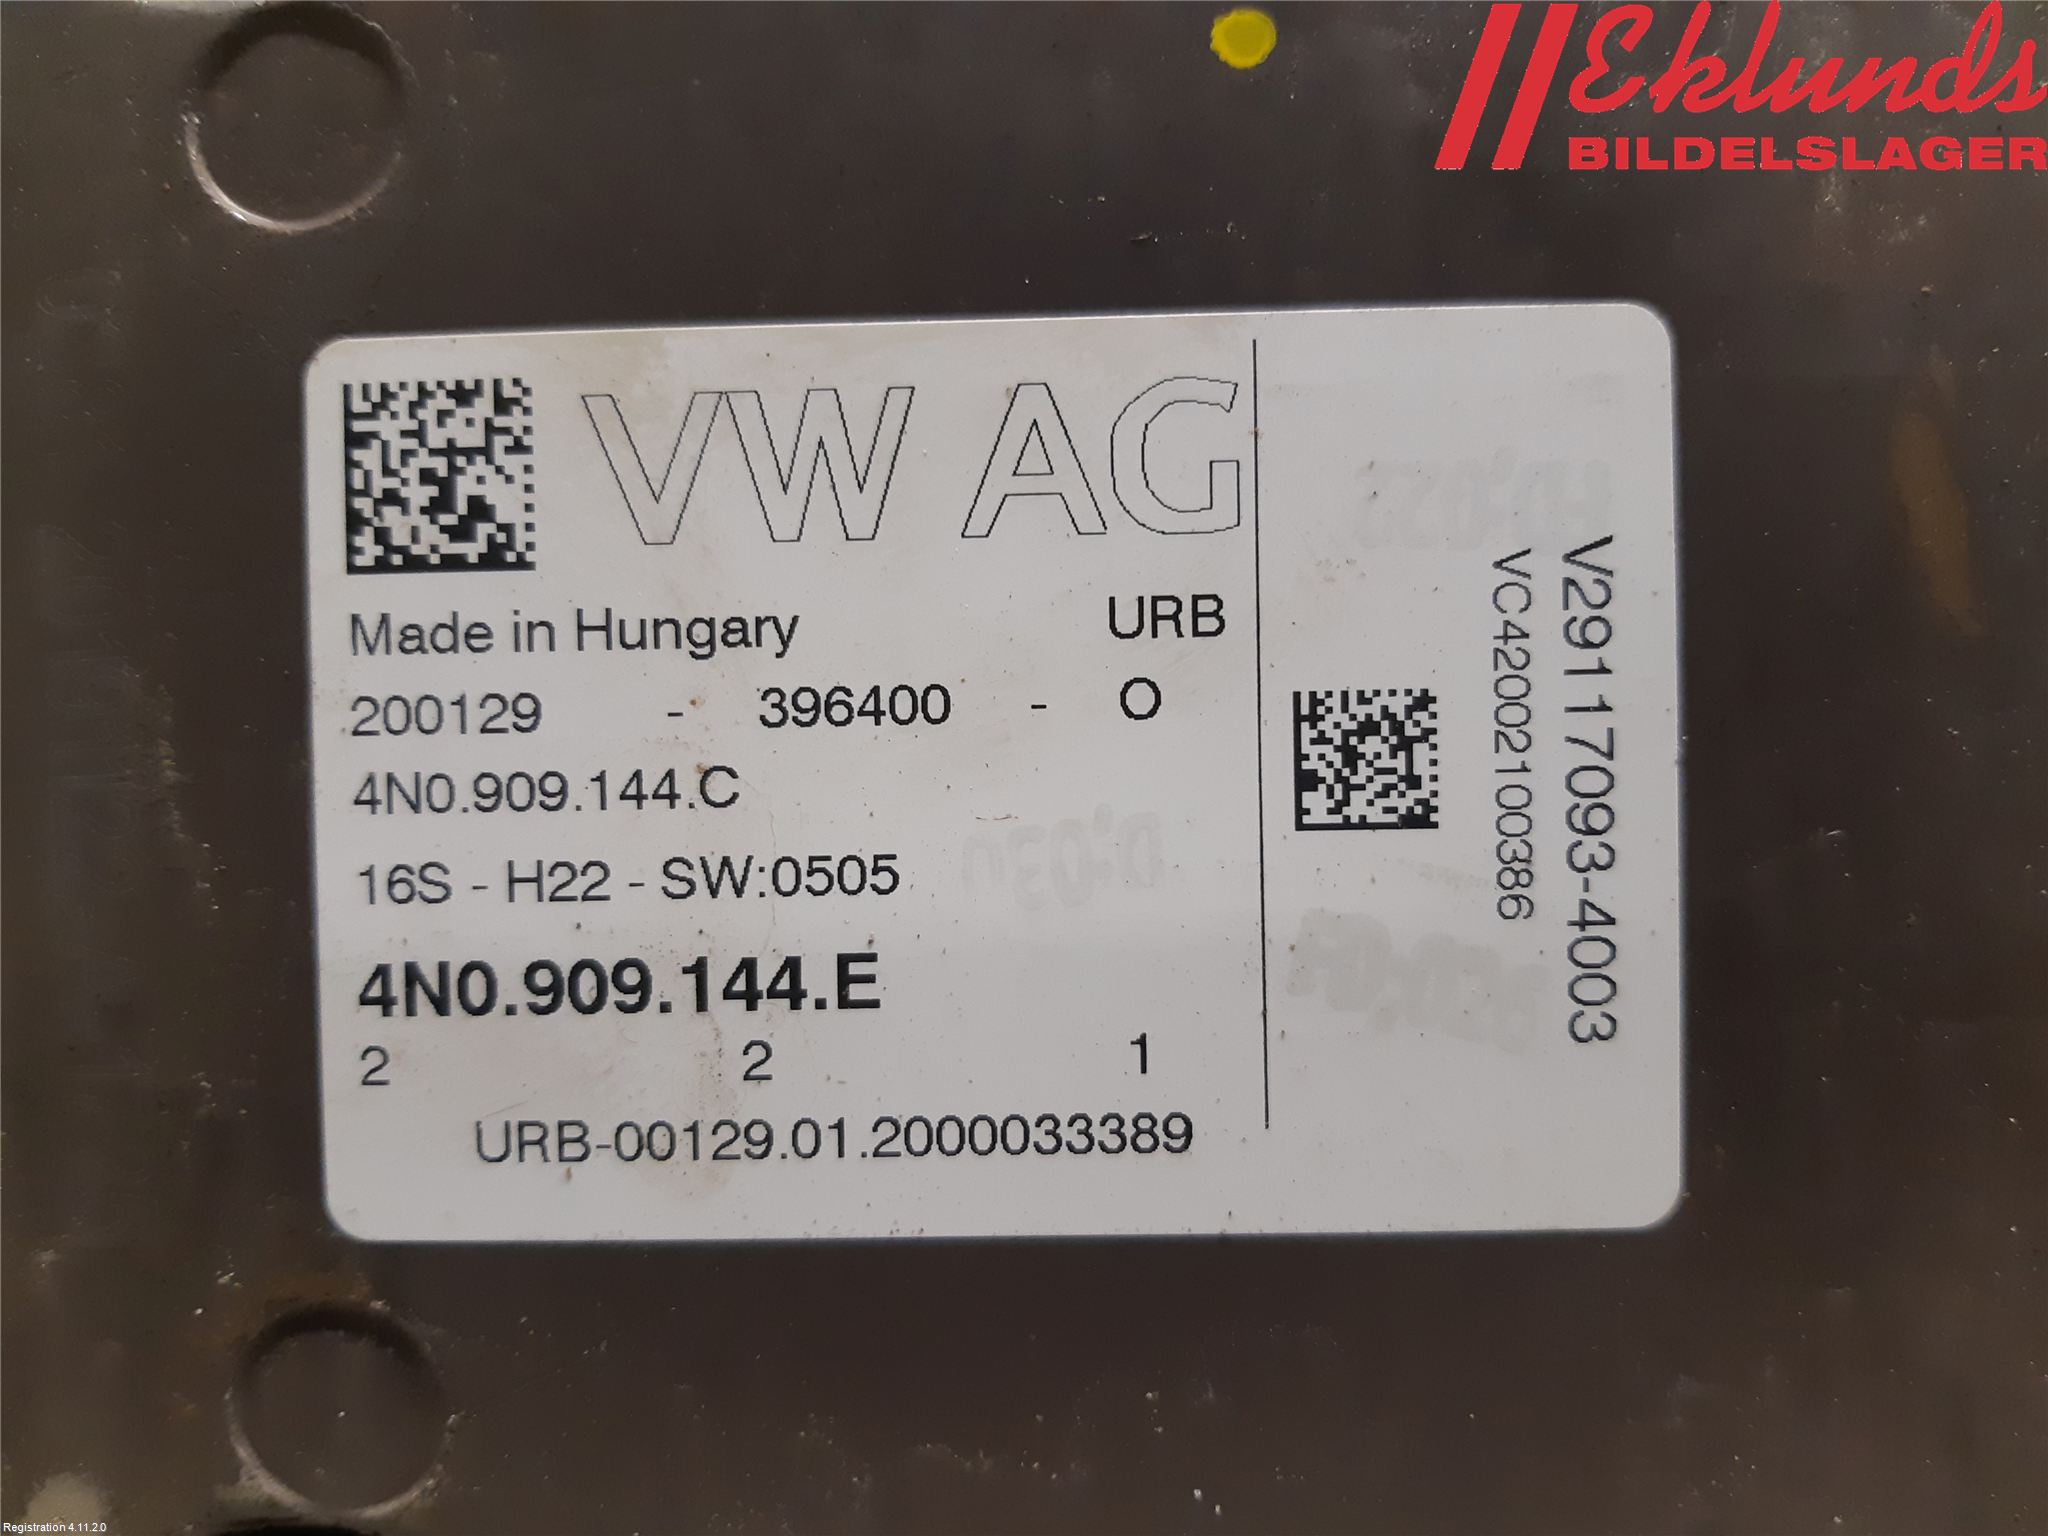 Eklunds
BILDELSLAGER
VW AG
Made in Hungary URB
200129 - 396400 - O
4N0.909.144.C
16S - H22 - SW:0505
4N0.909.144.E
2 2 1
URB-00129.01.2000033389
V29117093-4003
VC42002100386
Registration 4.11.2.0